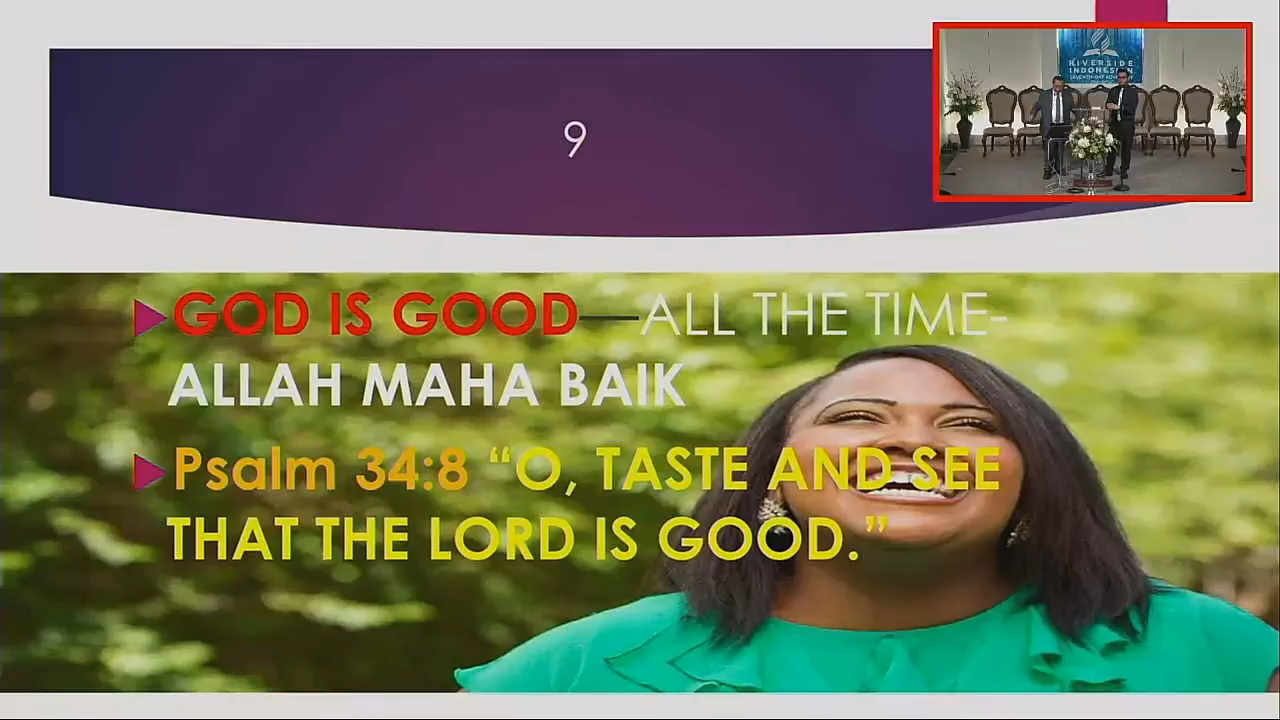 9
GOD IS GOOD—ALL THE TIME-
ALLAH MAHA BAIK
Psalm 34:8 “O, TASTE AND SEE
THAT THE LORD IS GOOD.”
RIVERSIDE
INDONESIAN